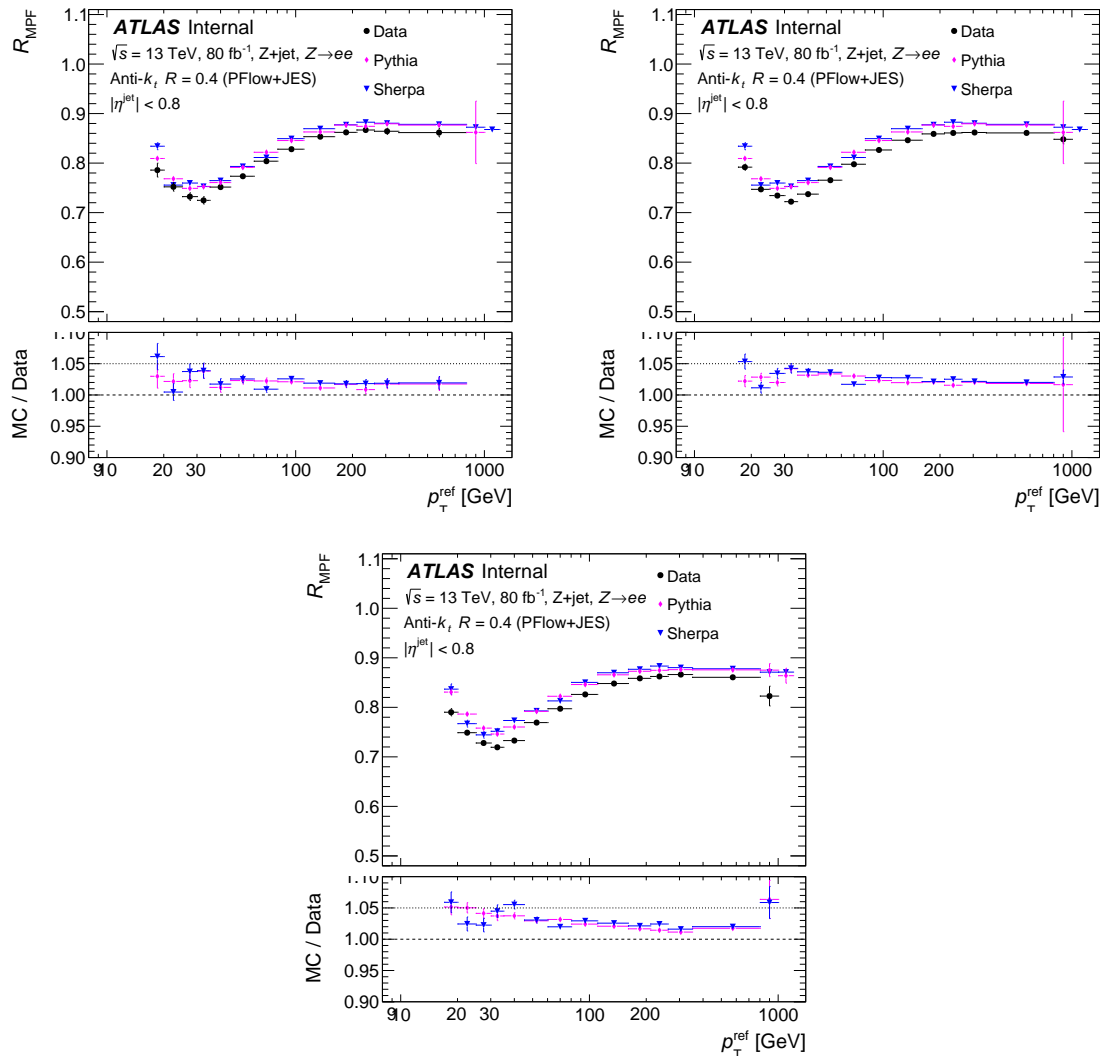 R_MPF
1.1
1.0
0.9
0.8
0.7
0.6
0.5
ATLAS Internal
√s = 13 TeV, 80 fb⁻¹, Z+jet, Z→ee
Anti-k_t R = 0.4 (PFlow+JES)
|η^jet| < 0.8
Data
Pythia
Sherpa
MC / Data
1.10
1.05
1.00
0.95
0.90
9 10 20 30 100 200 1000
p_T^ref [GeV]
R_MPF
1.1
1.0
0.9
0.8
0.7
0.6
0.5
ATLAS Internal
√s = 13 TeV, 80 fb⁻¹, Z+jet, Z→ee
Anti-k_t R = 0.4 (PFlow+JES)
|η^jet| < 0.8
Data
Pythia
Sherpa
MC / Data
1.10
1.05
1.00
0.95
0.90
9 10 20 30 100 200 1000
p_T^ref [GeV]
R_MPF
1.1
1.0
0.9
0.8
0.7
0.6
0.5
ATLAS Internal
√s = 13 TeV, 80 fb⁻¹, Z+jet, Z→ee
Anti-k_t R = 0.4 (PFlow+JES)
|η^jet| < 0.8
Data
Pythia
Sherpa
MC / Data
1.10
1.05
1.00
0.95
0.90
9 10 20 30 100 200 1000
p_T^ref [GeV]